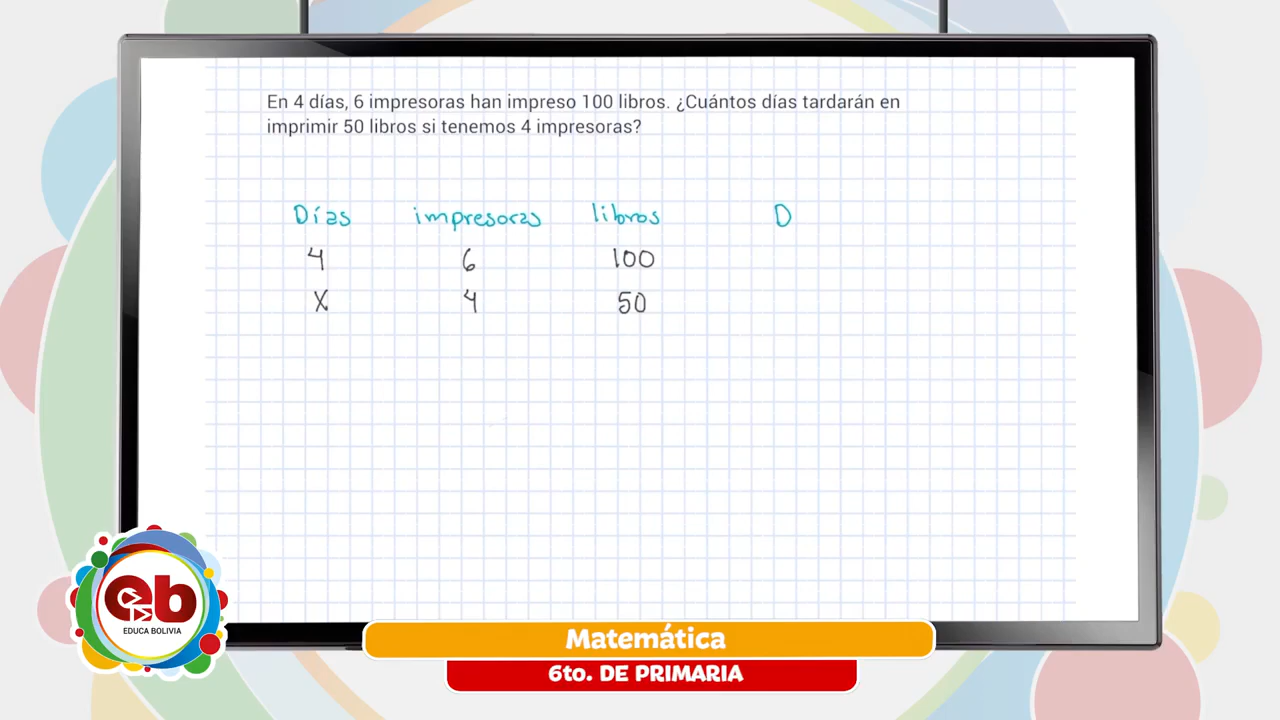 En 4 días, 6 impresoras han impreso 100 libros. ¿Cuántos días tardarán en
imprimir 50 libros si tenemos 4 impresoras?
Días impresoras libros D
4 6 100
X 4 50
eb
EDUCA BOLIVIA
Matemática
6to. DE PRIMARIA